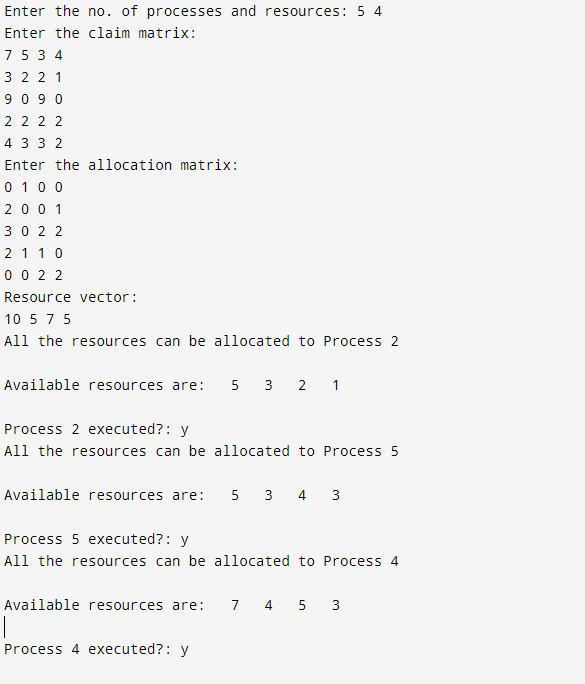 Enter the no. of processes and resources: 5 4
Enter the claim matrix:
7 5 3 4
3 2 2 1
9 0 9 0
2 2 2 2
4 3 3 2
Enter the allocation matrix:
0 1 0 0
2 0 0 1
3 0 2 2
2 1 1 0
0 0 2 2
Resource vector:
10 5 7 5
All the resources can be allocated to Process 2
Available resources are: 5 3 2 1
Process 2 executed?: y
All the resources can be allocated to Process 5
Available resources are: 5 3 4 3
Process 5 executed?: y
All the resources can be allocated to Process 4
Available resources are: 7 4 5 3
Process 4 executed?: y